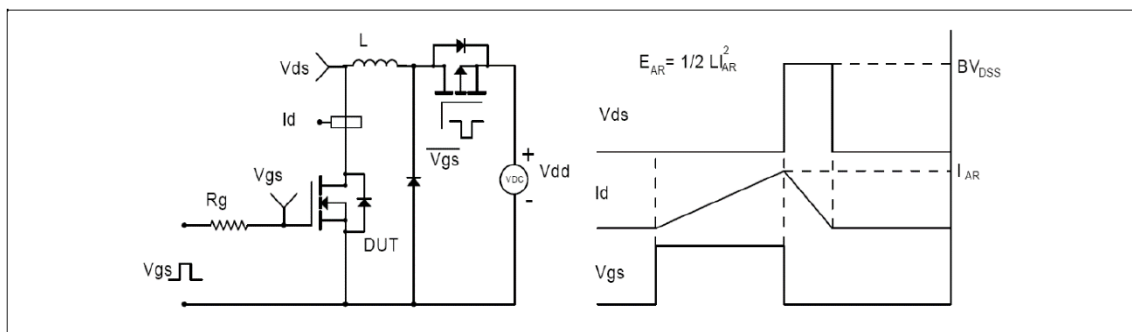 L
Vds
Id
Vgs
Rg
Vgs
DUT
Vgs
VDC
+
Vdd
-
E_AR = 1/2 LI_AR^2
BV_DSS
Vds
I_AR
Id
Vgs